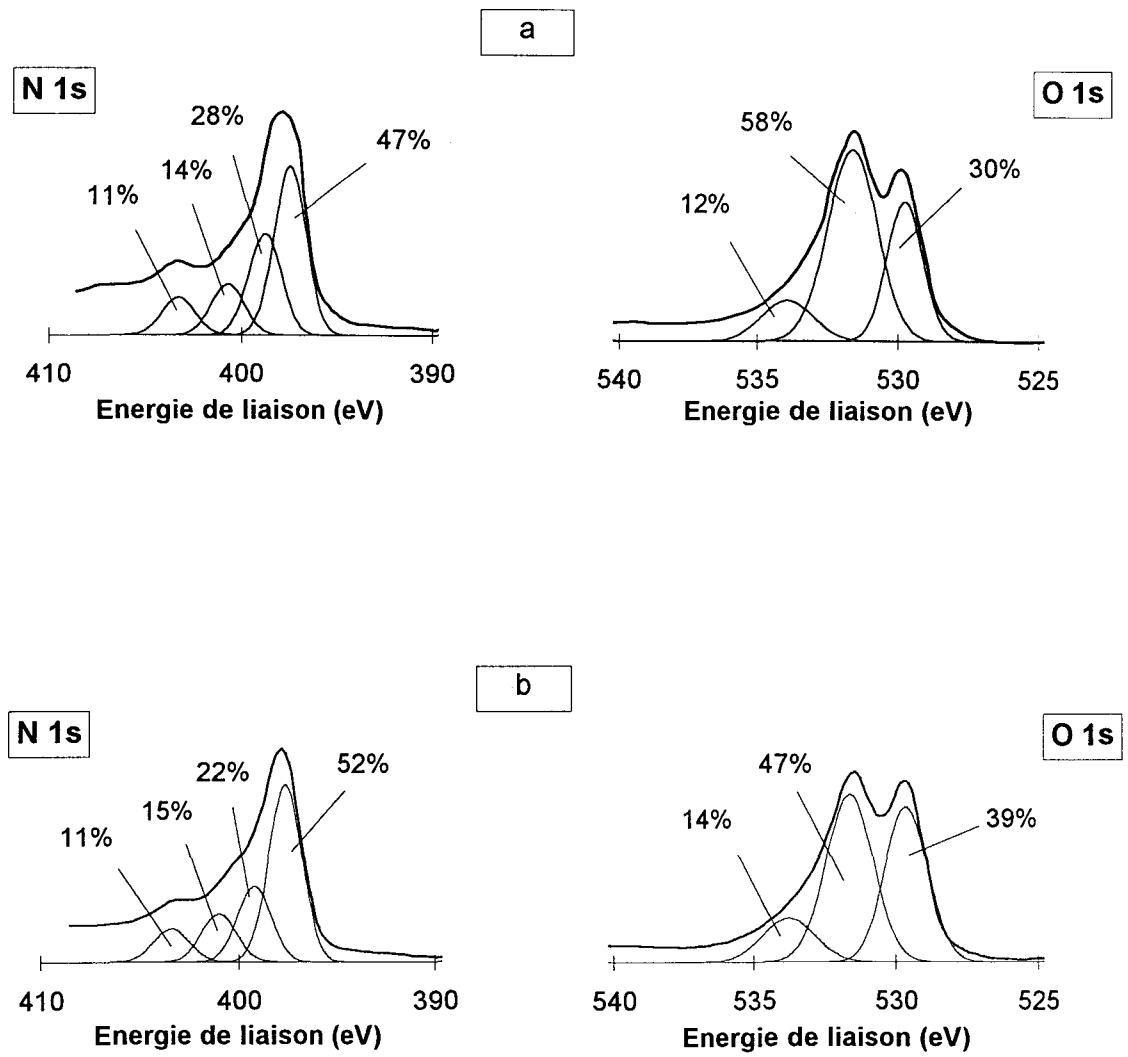 a
N 1s
O 1s
28%
47%
14%
11%
58%
30%
12%
410
400
390
Energie de liaison (eV)
540
535
530
525
Energie de liaison (eV)
b
N 1s
O 1s
22%
52%
15%
11%
47%
39%
14%
410
400
390
Energie de liaison (eV)
540
535
530
525
Energie de liaison (eV)